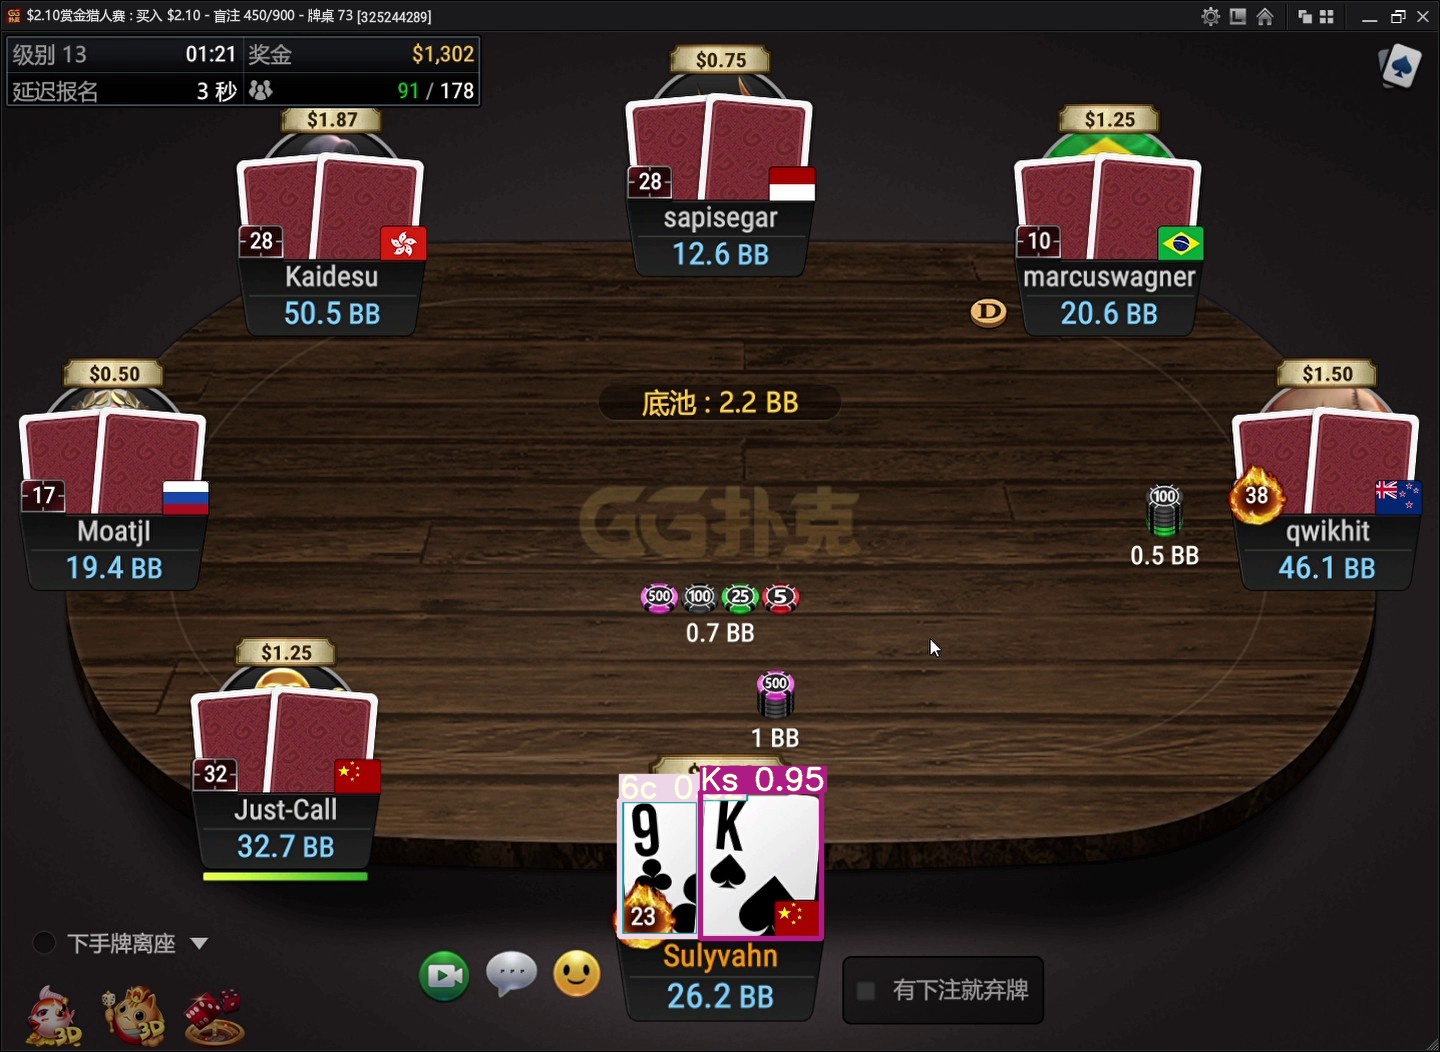 $2.10赏金猎人赛 : 买入 $2.10 - 盲注 450/900 - 牌桌 73 [325244289]
级别 13 01:21 奖金 $1,302
延迟报名 3 秒 91 / 178
$0.75
28
sapisegar
12.6 BB
$1.87
28
Kaidesu
50.5 BB
$1.25
10
marcuswagner
20.6 BB
D
$0.50
17
Moatjl
19.4 BB
底池 : 2.2 BB
$1.50
38
qwikhit
46.1 BB
100
0.5 BB
GG扑克
500 100 25 5
0.7 BB
500
1 BB
$1.25
32
Just-Call
32.7 BB
6c 0 Ks 0.95
9 K
23
Sulyvahn
26.2 BB
下手牌离座
有下注就弃牌
3D 3D